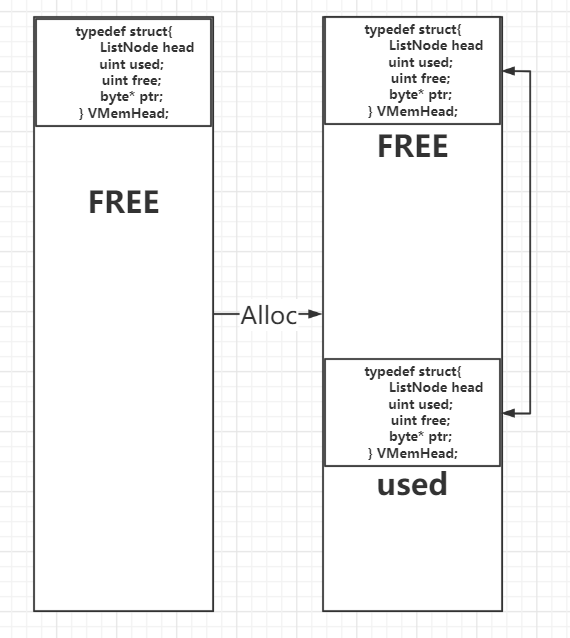 typedef struct{
ListNode head
uint used;
uint free;
byte* ptr;
} VMemHead;
FREE
Alloc
typedef struct{
ListNode head
uint used;
uint free;
byte* ptr;
} VMemHead;
FREE
typedef struct{
ListNode head
uint used;
uint free;
byte* ptr;
} VMemHead;
used